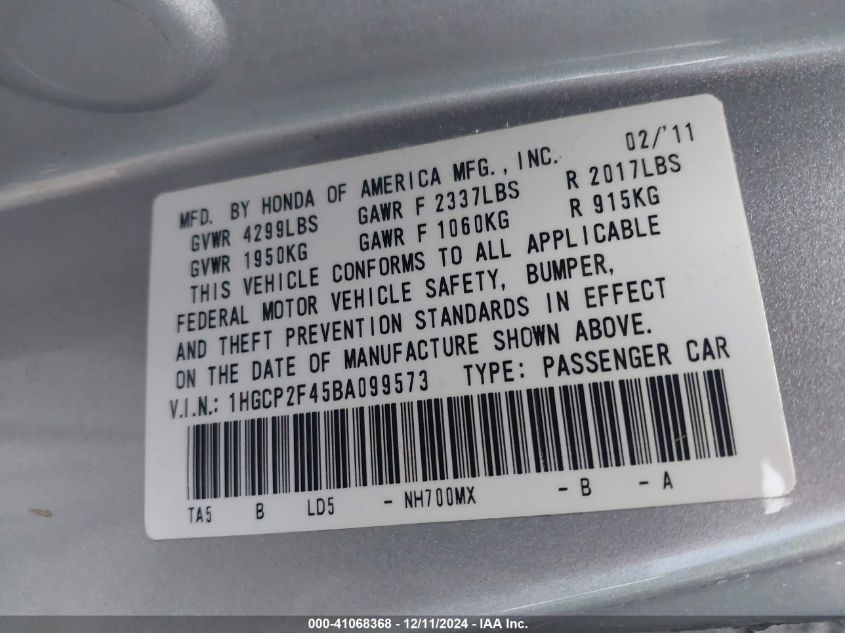 02/'11
MFD. BY HONDA OF AMERICA MFG., INC.
GVWR 4299LBS GAWR F 2337LBS R 2017LBS
GVWR 1950KG GAWR F 1060KG R 915KG
THIS VEHICLE CONFORMS TO ALL APPLICABLE
FEDERAL MOTOR VEHICLE SAFETY, BUMPER,
AND THEFT PREVENTION STANDARDS IN EFFECT
ON THE DATE OF MANUFACTURE SHOWN ABOVE.
V.I.N.: 1HGCP2F45BA099573 TYPE: PASSENGER CAR
TA5 B LD5 - NH700MX - B - A
000-41068368 - 12/11/2024 - IAA Inc.